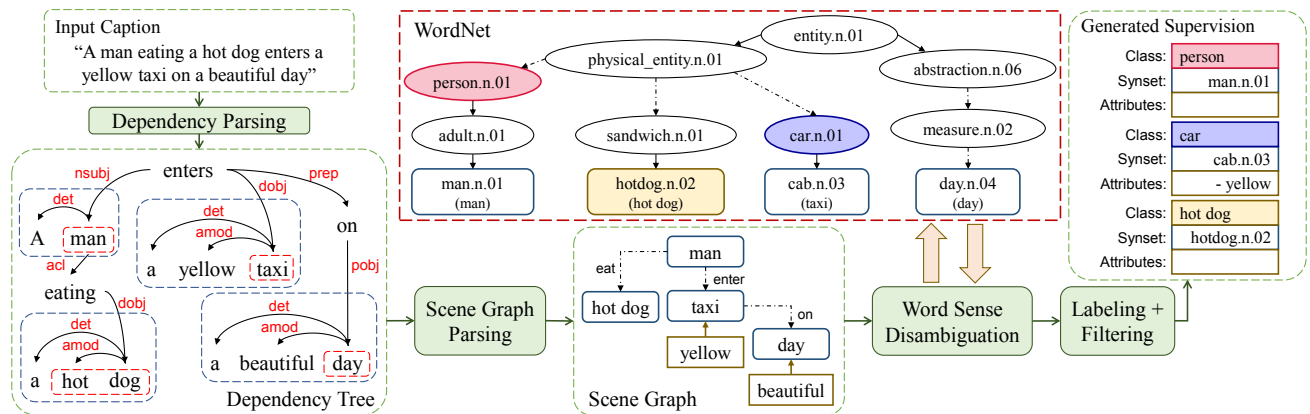 Input Caption
“A man eating a hot dog enters a
yellow taxi on a beautiful day”
Dependency Parsing
nsubj
enters
prep
dobj
det
A
man
det
amod
a
yellow
taxi
on
acl
eating
dobj
pobj
det
amod
a
hot
dog
det
amod
a
beautiful
day
Dependency Tree
Scene Graph
Parsing
WordNet
entity.n.01
physical_entity.n.01
abstraction.n.06
person.n.01
adult.n.01
sandwich.n.01
car.n.01
measure.n.02
man.n.01
(man)
hotdog.n.02
(hot dog)
cab.n.03
(taxi)
day.n.04
(day)
man
eat
enter
hot dog
taxi
on
yellow
day
beautiful
Scene Graph
Word Sense
Disambiguation
Labeling +
Filtering
Generated Supervision
Class: person
Synset: man.n.01
Attributes:
Class: car
Synset: cab.n.03
Attributes: - yellow
Class: hot dog
Synset: hotdog.n.02
Attributes: